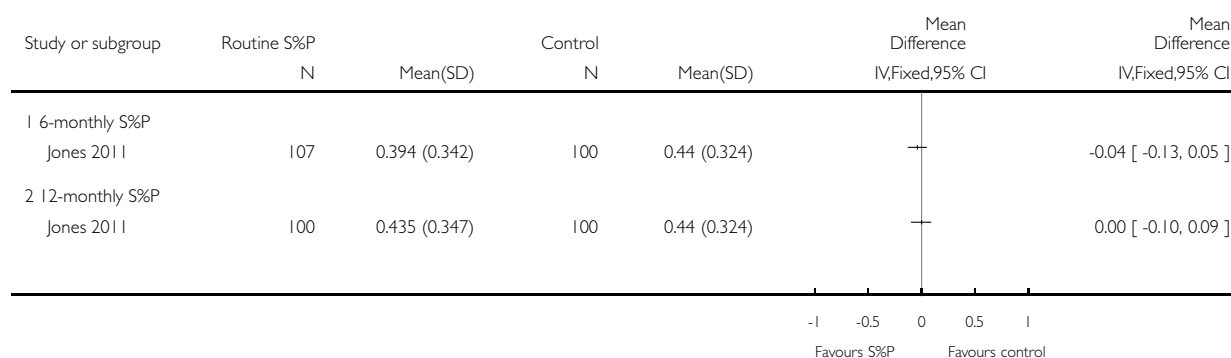 Study or subgroup Routine S%P Control Mean Difference Mean Difference
N Mean(SD) N Mean(SD) IV,Fixed,95% CI IV,Fixed,95% CI
1 6-monthly S%P
Jones 2011 107 0.394 (0.342) 100 0.44 (0.324) -0.04 [ -0.13, 0.05 ]
2 12-monthly S%P
Jones 2011 100 0.435 (0.347) 100 0.44 (0.324) 0.00 [ -0.10, 0.09 ]
-1 -0.5 0 0.5 1
Favours S%P Favours control